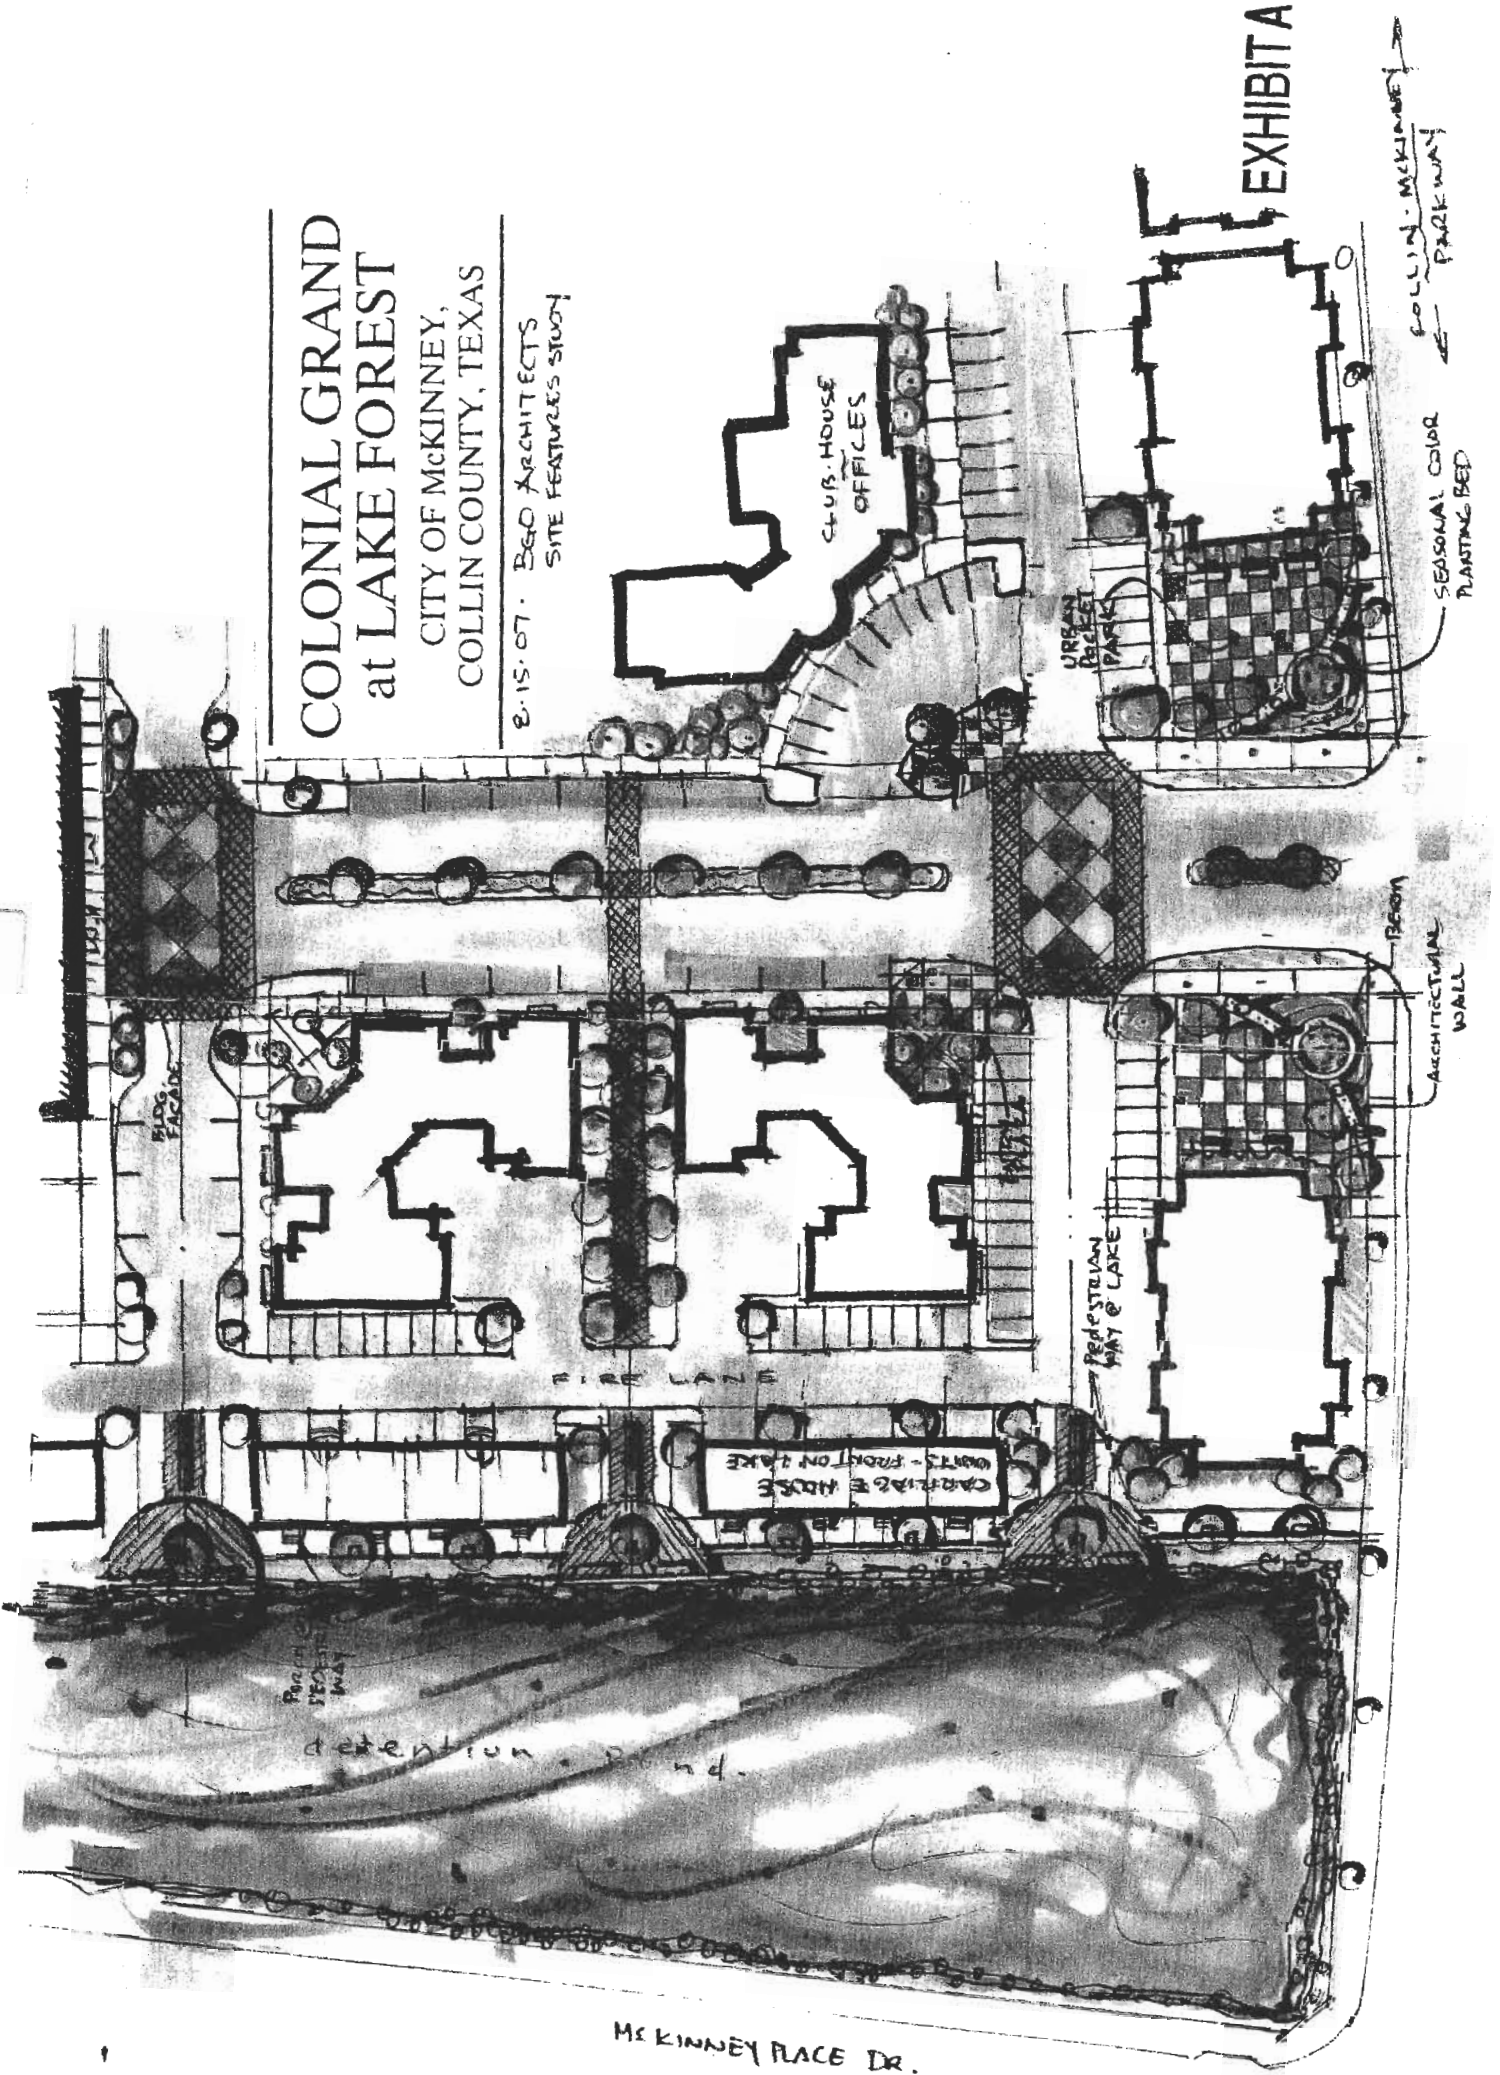 EXHIBIT A
COLONIAL GRAND
at LAKE FOREST
CITY OF McKINNEY,
COLLIN COUNTY, TEXAS
8.15.07 · BGO ARCHITECTS
SITE FEATURES STUDY
CLUB·HOUSE
OFFICES
COLLIN·McKINNEY
PARKWAY
SEASONAL COLOR
PLANTING BED
URBAN
POCKET
PARK
BERM
ARCHITECTURAL
WALL
BLDG
FACADE
PEDESTRIAN
WAY @ LAKE
FIRE LANE
CARRIAGE HOUSE
UNITS - FRONT ON LAKE
WAY
detention
McKINNEY PLACE DR.